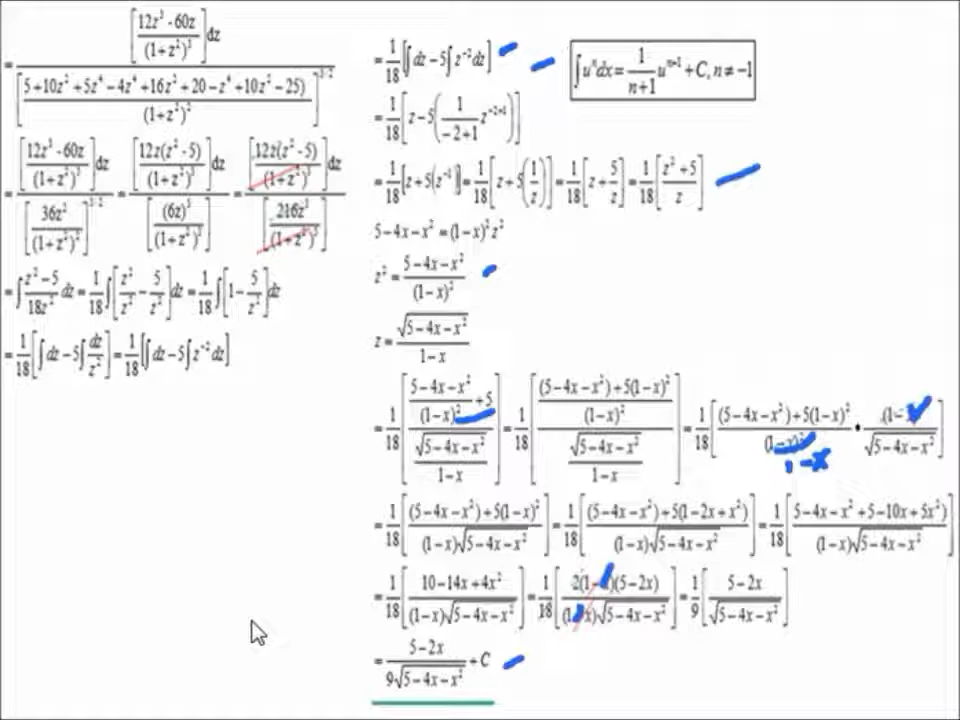 = [12z³ - 60z / (1+z²)³] dz / [5+10z²+5z⁴-4z⁴+16z²+20-z⁴+10z²-25) / (1+z²)²]^(3/2)
= [12z³-60z / (1+z²)³] dz / [36z² / (1+z²)²]^(3/2) = [12z(z²-5) / (1+z²)³] dz / [(6z)³ / (1+z²)³] = [12z(z²-5) / (1+z²)³] dz / [216z³ / (1+z²)³]
= ∫ z²-5 / 18z² dz = 1/18 ∫ [z²/z² - 5/z²] dz = 1/18 ∫ [1 - 5/z²] dz
= 1/18 [∫ dz - 5∫ dz/z²] = 1/18 [∫ dz - 5∫ z⁻² dz]
= 1/18 [∫ dz - 5∫ z⁻² dz]
∫ uⁿdx = 1/(n+1) uⁿ⁺¹ + C, n ≠ -1
= 1/18 [z - 5(1/(-2+1) z⁻²⁺¹)]
= 1/18 [z + 5(z⁻¹)] = 1/18 [z + 5(1/z)] = 1/18 [z + 5/z] = 1/18 [z² + 5 / z]
5 - 4x - x² = (1-x)² z²
z² = 5 - 4x - x² / (1-x)²
z = √(5 - 4x - x²) / 1-x
= 1/18 [5-4x-x² / (1-x)² + 5 / √(5-4x-x²) / 1-x] = 1/18 [(5-4x-x²)+5(1-x)² / (1-x)² / √(5-4x-x²) / 1-x] = 1/18 [(5-4x-x²)+5(1-x)² / (1-x)² • (1-x) / √(5-4x-x²)]
1-x
= 1/18 [(5-4x-x²)+5(1-x)² / (1-x)√(5-4x-x²)] = 1/18 [(5-4x-x²)+5(1-2x+x²) / (1-x)√(5-4x-x²)] = 1/18 [5-4x-x²+5-10x+5x²) / (1-x)√(5-4x-x²)]
= 1/18 [10-14x+4x² / (1-x)√(5-4x-x²)] = 1/18 [2(1-x)(5-2x) / (1-x)√(5-4x-x²)] = 1/9 [5-2x / √(5-4x-x²)]
= 5-2x / 9√(5-4x-x²) + C